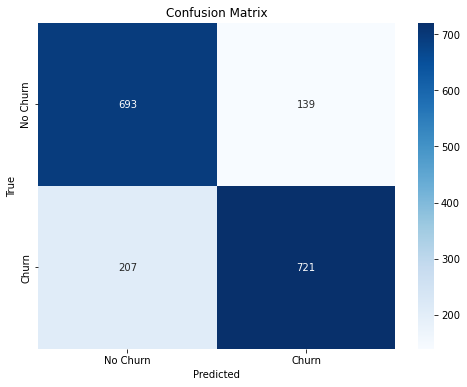 Confusion Matrix
True
No Churn
693
139
Churn
207
721
No Churn
Churn
Predicted
700
600
500
400
300
200